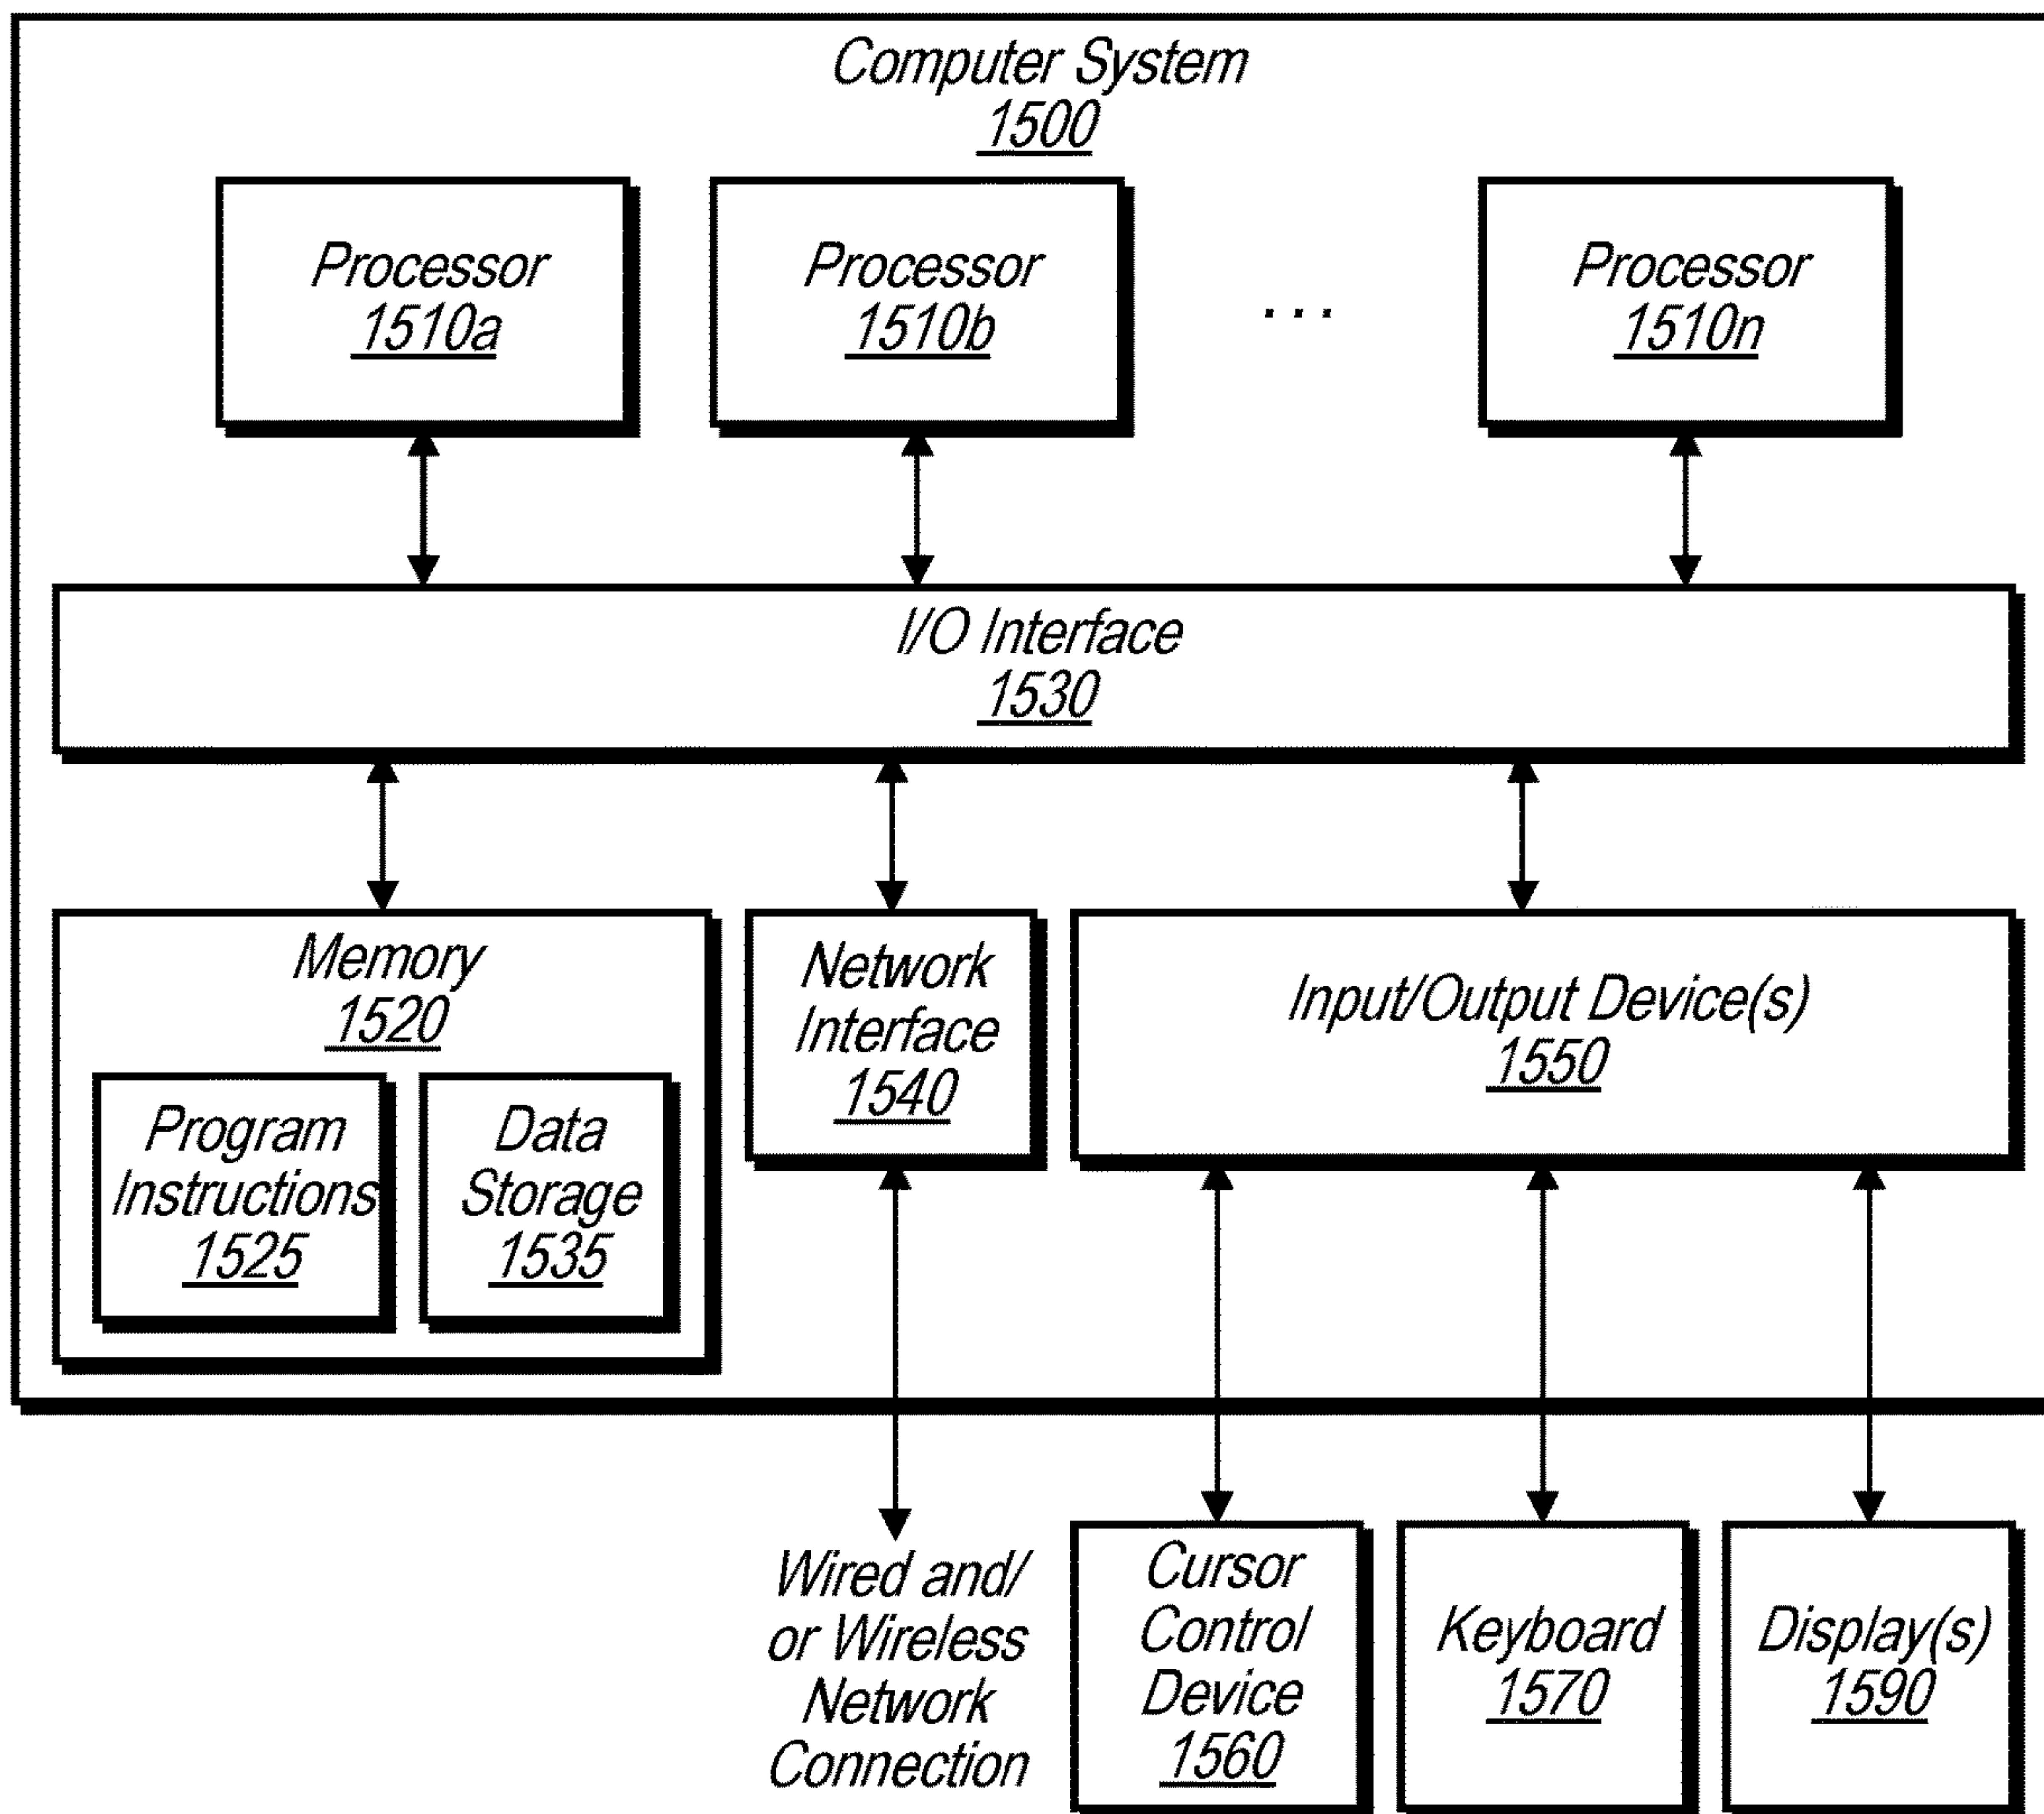 Computer System
1500
Processor
1510a
Processor
1510b
...
Processor
1510n
I/O Interface
1530
Memory
1520
Program
Instructions
1525
Data
Storage
1535
Network
Interface
1540
Input/Output Device(s)
1550
Wired and/
or Wireless
Network
Connection
Cursor
Control
Device
1560
Keyboard
1570
Display(s)
1590